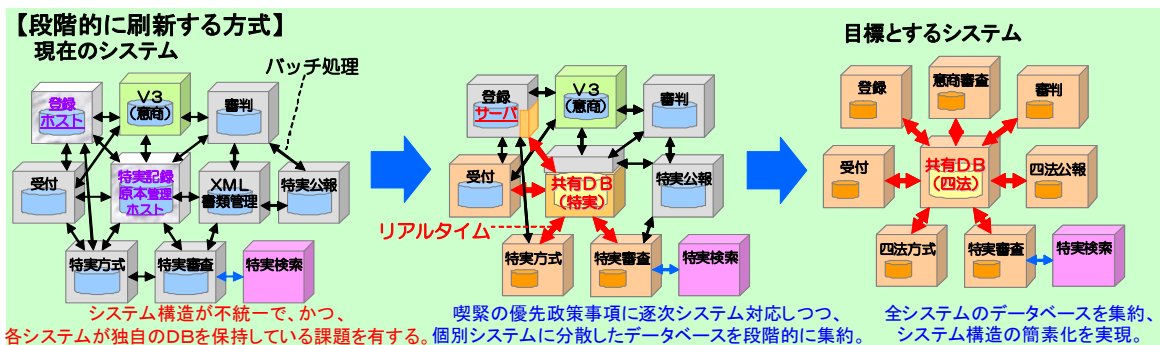 【段階的に刷新する方式】
現在のシステム
バッチ処理
登録
ホスト
V3
(意商)
審判
受付
特実記録
原本管理
ホスト
XML
書類管理
特実公報
特実方式
特実審査
特実検索
システム構造が不統一で、かつ、
各システムが独自のDBを保持している課題を有する。
登録
サーバ
V3
(意商)
審判
受付
共有DB
(特実)
特実公報
リアルタイム
特実方式
特実審査
特実検索
喫緊の優先政策事項に逐次システム対応しつつ、
個別システムに分散したデータベースを段階的に集約。
目標とするシステム
登録
意商審査
審判
受付
共有DB
(四法)
四法公報
四法方式
特実審査
特実検索
全システムのデータベースを集約、
システム構造の簡素化を実現。